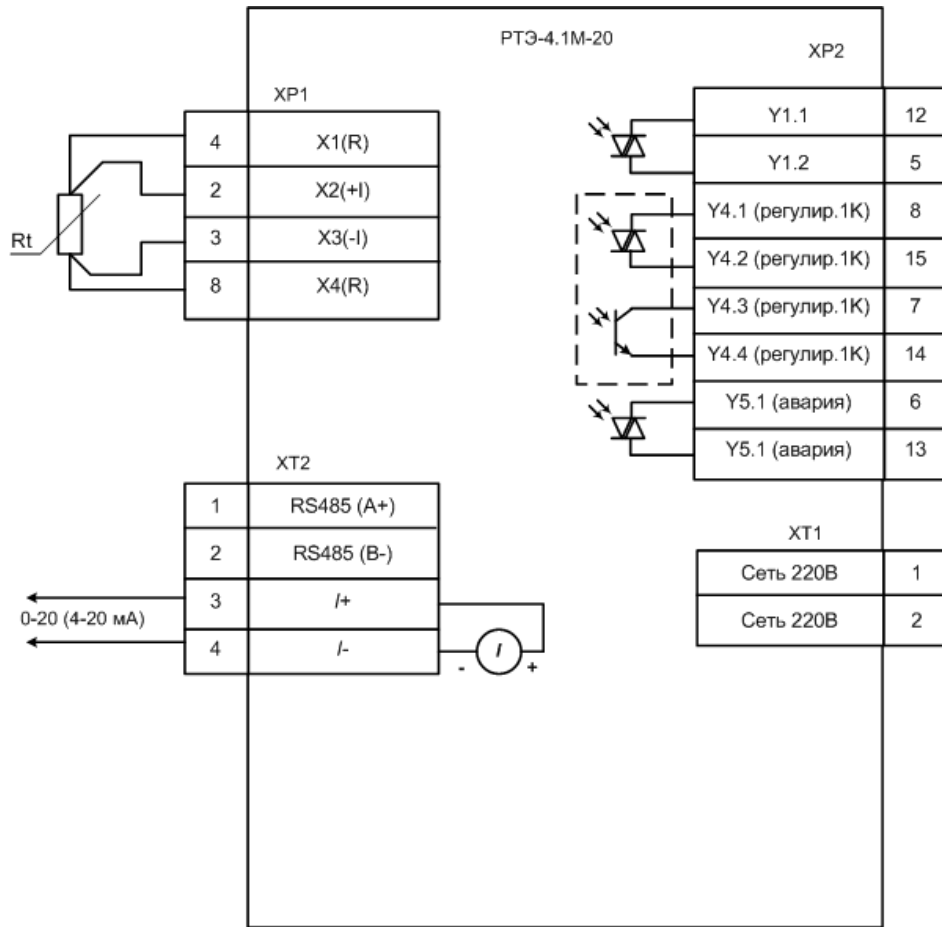 РТЭ-4.1М-20
XP2
XP1
4 X1(R)
2 X2(+I)
3 X3(-I)
8 X4(R)
Rt
Y1.1 12
Y1.2 5
Y4.1 (регулир.1К) 8
Y4.2 (регулир.1К) 15
Y4.3 (регулир.1К) 7
Y4.4 (регулир.1К) 14
Y5.1 (авария) 6
Y5.1 (авария) 13
XT2
1 RS485 (A+)
2 RS485 (B-)
3 I+
4 I-
0-20 (4-20 мА)
- I +
XT1
Сеть 220В 1
Сеть 220В 2